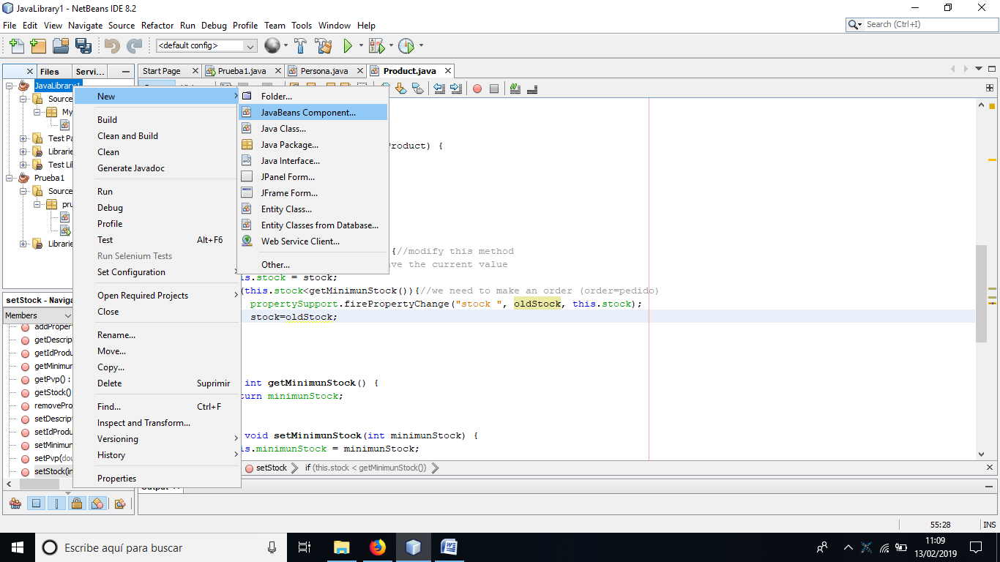 JavaLibrary1 - NetBeans IDE 8.2
File Edit View Navigate Source Refactor Run Debug Profile Team Tools Window Help
Search (Ctrl+I)
<default config>
Files
Servi...
Start Page
Prueba1.java
Persona.java
Product.java
JavaLibrary1
Source
My
Test Pa
Librarie
Test Lib
Prueba1
Source
pru
Librarie
New
Build
Clean and Build
Clean
Generate Javadoc
Run
Debug
Profile
Test Alt+F6
Run Selenium Tests
Set Configuration
Open Required Projects
Close
Rename...
Move...
Copy...
Delete Suprimir
Find... Ctrl+F
Inspect and Transform...
Versioning
History
Properties
Folder...
JavaBeans Component...
Java Class...
Java Package...
Java Interface...
JPanel Form...
JFrame Form...
Entity Class...
Entity Classes from Database...
Web Service Client...
Other...
Product) {
{//modify this method
ve the current value
is.stock = stock;
(this.stock<getMinimunStock()){//we need to make an order (order=pedido)
propertySupport.firePropertyChange("stock ", oldStock, this.stock);
stock=oldStock;
int getMinimunStock() {
turn minimunStock;
void setMinimunStock(int minimunStock) {
is.minimunStock = minimunStock;
setStock - Naviga
Members
addPropert
getDescript
getIdProdu
getMinimun
getPvp() :
getStock()
removePro
setDescript
setIdProdu
setMinimun
setPvp(dou
setStock(in
setStock
if (this.stock < getMinimunStock())
Output
55:28
INS
Escribe aquí para buscar
11:09
13/02/2019